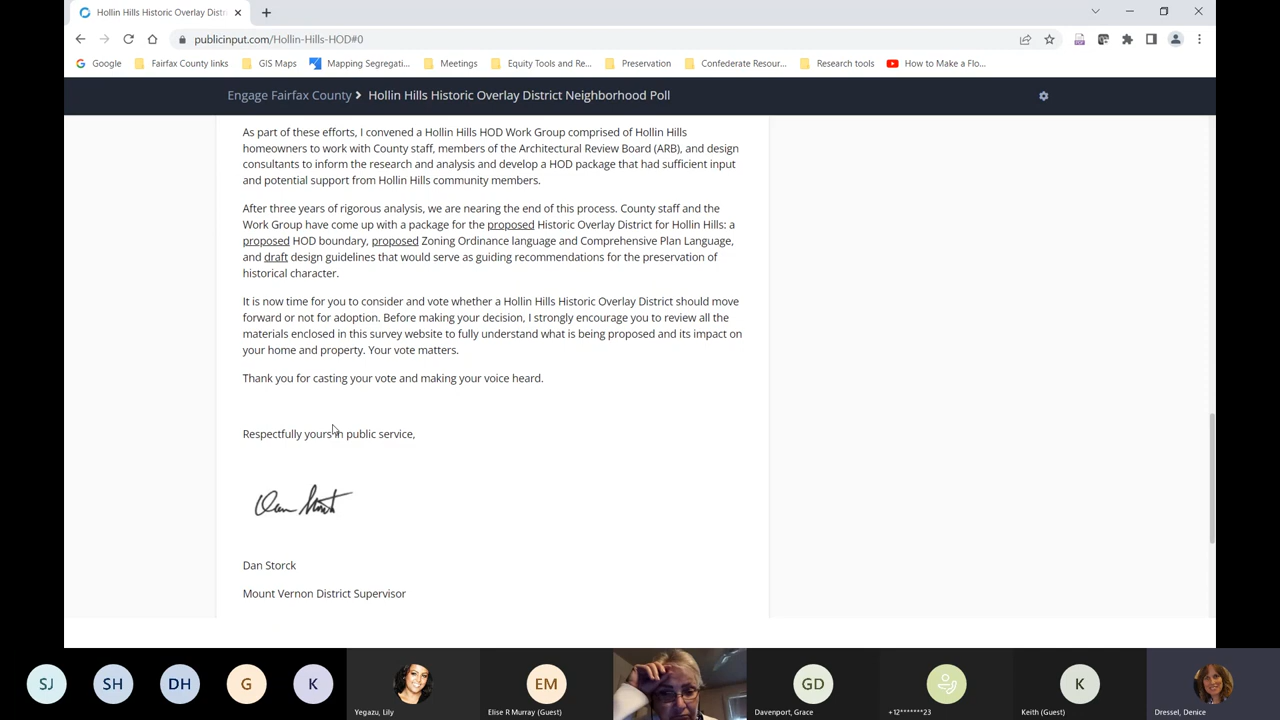 Hollin Hills Historic Overlay Distri
publicinput.com/Hollin-Hills-HOD#0
Google Fairfax County links GIS Maps Mapping Segregati... Meetings Equity Tools and Re... Preservation Confederate Resour... Research tools How to Make a Flo...
Engage Fairfax County > Hollin Hills Historic Overlay District Neighborhood Poll
As part of these efforts, I convened a Hollin Hills HOD Work Group comprised of Hollin Hills
homeowners to work with County staff, members of the Architectural Review Board (ARB), and design
consultants to inform the research and analysis and develop a HOD package that had sufficient input
and potential support from Hollin Hills community members.
After three years of rigorous analysis, we are nearing the end of this process. County staff and the
Work Group have come up with a package for the proposed Historic Overlay District for Hollin Hills: a
proposed HOD boundary, proposed Zoning Ordinance language and Comprehensive Plan Language,
and draft design guidelines that would serve as guiding recommendations for the preservation of
historical character.
It is now time for you to consider and vote whether a Hollin Hills Historic Overlay District should move
forward or not for adoption. Before making your decision, I strongly encourage you to review all the
materials enclosed in this survey website to fully understand what is being proposed and its impact on
your home and property. Your vote matters.
Thank you for casting your vote and making your voice heard.
Respectfully yours in public service,
Dan Storck
Dan Storck
Mount Vernon District Supervisor
SJ SH DH G K EM GD K
Yegazu, Lily Elise R Murray (Guest) Davenport, Grace +12*******23 Keith (Guest) Dressel, Denice